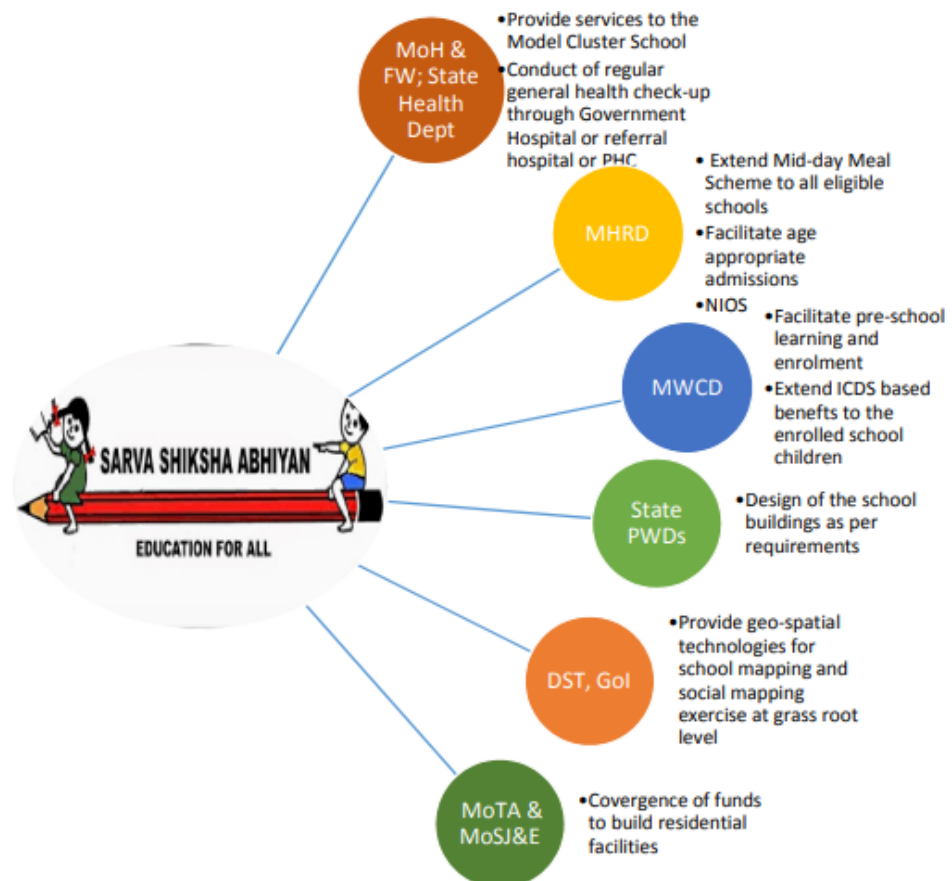 MoH &
FW; State
Health
Dept
•Provide services to the
Model Cluster School
•Conduct of regular
general health check-up
through Government
Hospital or referral
hospital or PHC
MHRD
• Extend Mid-day Meal
Scheme to all eligible
schools
•Facilitate age
appropriate
admissions
•NIOS
MWCD
•Facilitate pre-school
learning and
enrolment
•Extend ICDS based
benefts to the
enrolled school
children
SARVA SHIKSHA ABHIYAN
EDUCATION FOR ALL
State
PWDs
•Design of the school
buildings as per
requirements
DST, GoI
•Provide geo-spatial
technologies for
school mapping and
social mapping
exercise at grass root
level
MoTA &
MoSJ&E
•Covergence of funds
to build residential
facilities